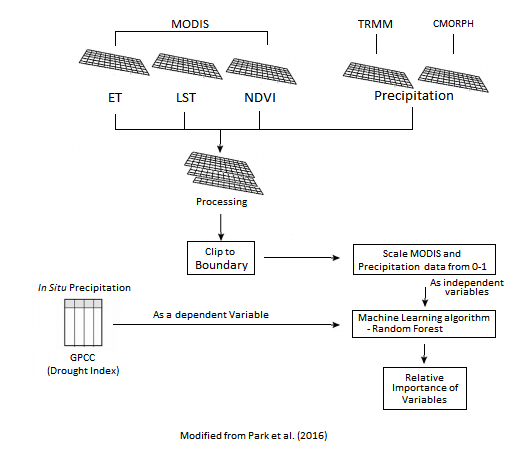 MODIS
TRMM
CMORPH
ET
LST
NDVI
Precipitation
Processing
Clip to
Boundary
Scale MODIS and
Precipitation data from 0-1
As independent
variables
In Situ Precipitation
As a dependent Variable
Machine Learning algorithm
- Random Forest
GPCC
(Drought Index)
Relative
Importance of
Variables
Modified from Park et al. (2016)